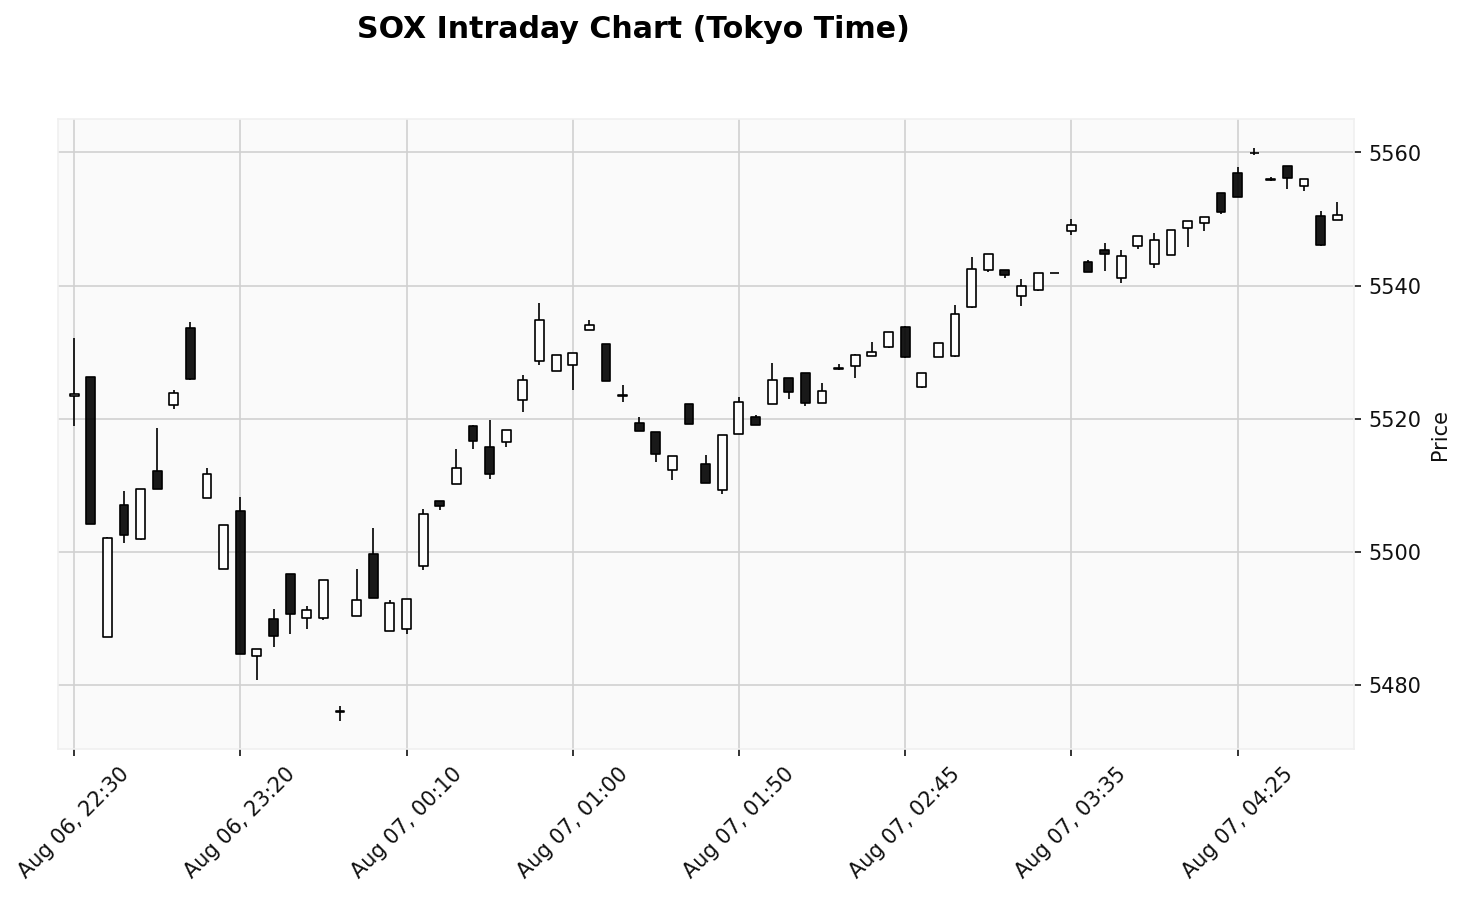 SOX Intraday Chart (Tokyo Time)
5560
5540
5520
5500
5480
Price
Aug 06, 22:30
Aug 06, 23:20
Aug 07, 00:10
Aug 07, 01:00
Aug 07, 01:50
Aug 07, 02:45
Aug 07, 03:35
Aug 07, 04:25